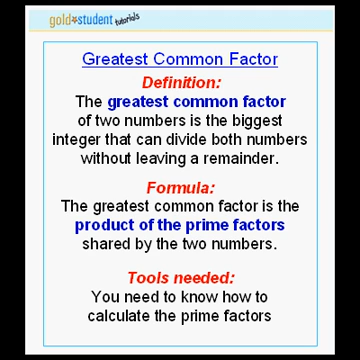 gold student tutorials
Greatest Common Factor
Definition:
The greatest common factor
of two numbers is the biggest
integer that can divide both numbers
without leaving a remainder.
Formula:
The greatest common factor is the
product of the prime factors
shared by the two numbers.
Tools needed:
You need to know how to
calculate the prime factors